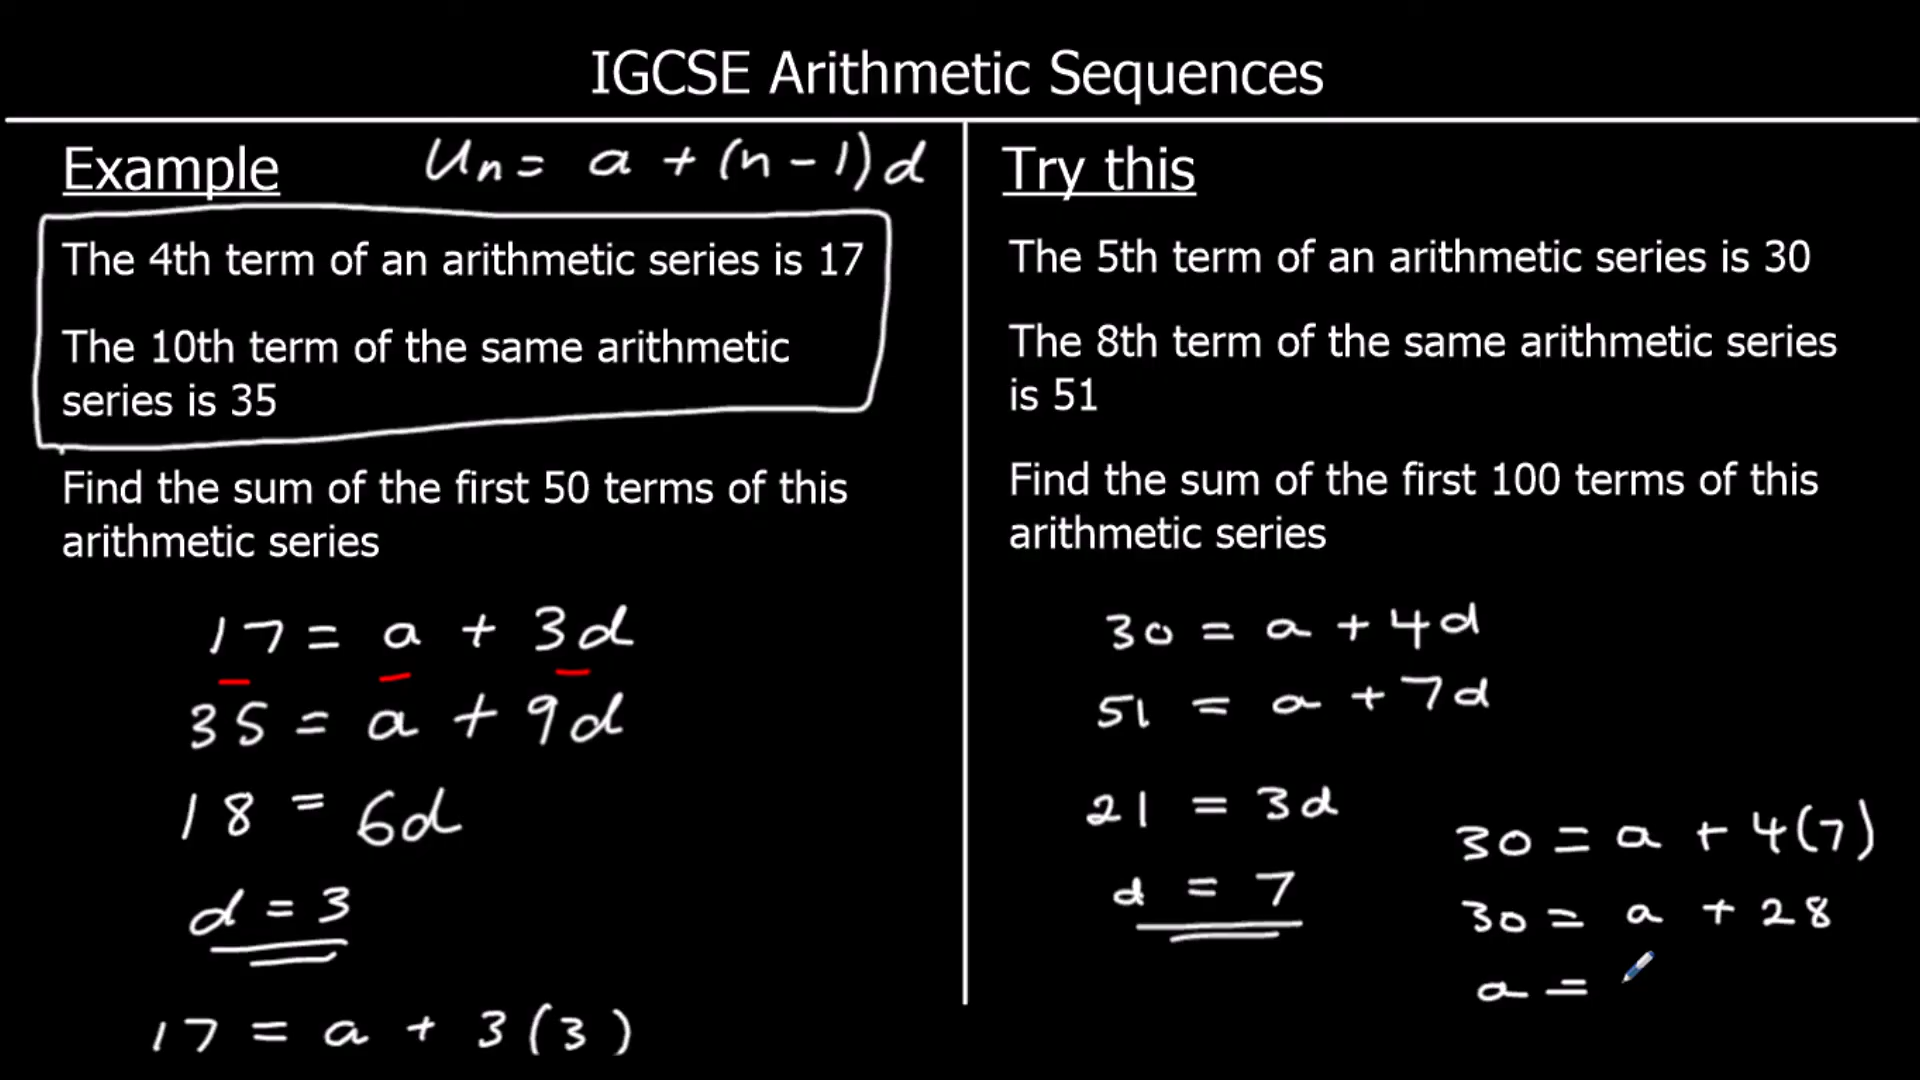 IGCSE Arithmetic Sequences
Example
Un = a + (n - 1)d
The 4th term of an arithmetic series is 17
The 10th term of the same arithmetic
series is 35
Find the sum of the first 50 terms of this
arithmetic series
17 = a + 3d
35 = a + 9d
18 = 6d
d = 3
17 = a + 3(3)
Try this
The 5th term of an arithmetic series is 30
The 8th term of the same arithmetic series
is 51
Find the sum of the first 100 terms of this
arithmetic series
30 = a + 4d
51 = a + 7d
21 = 3d
d = 7
30 = a + 4(7)
30 = a + 28
a =